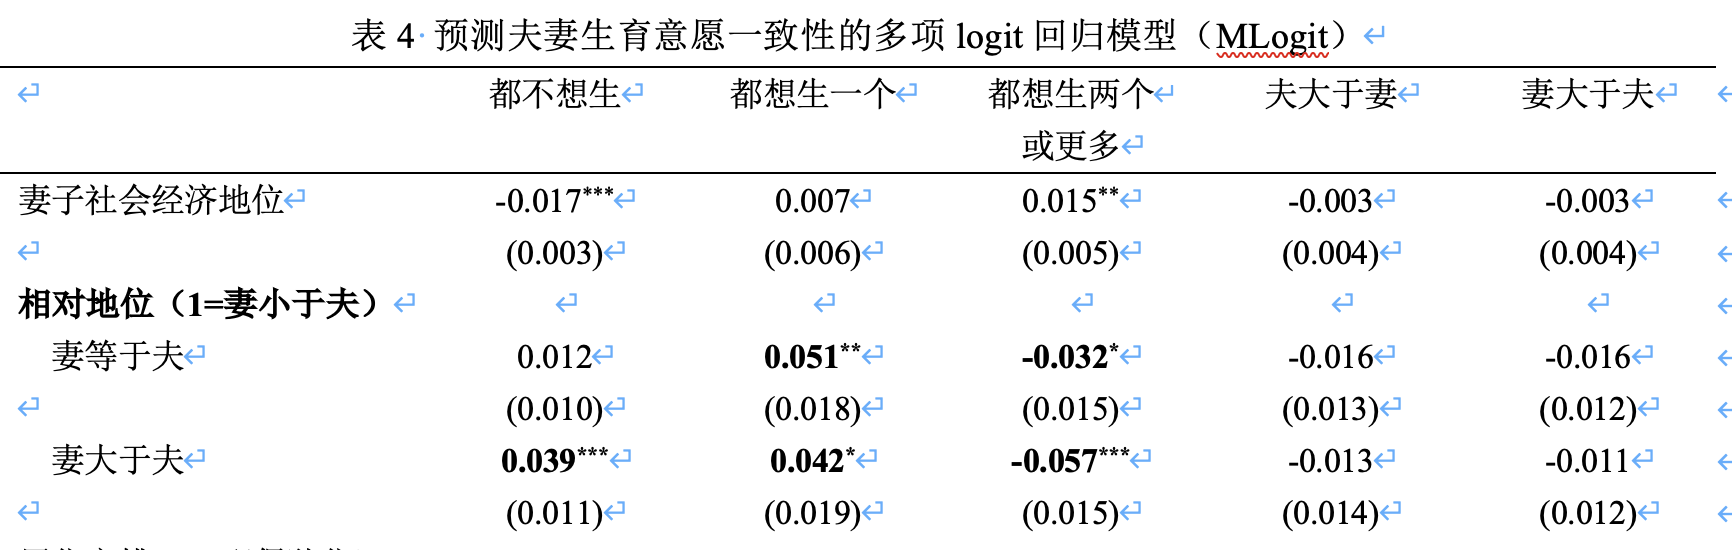 表 4 预测夫妻生育意愿一致性的多项 logit 回归模型（MLogit）
都不想生 都想生一个 都想生两个或更多 夫大于妻 妻大于夫
妻子社会经济地位 -0.017*** 0.007 0.015** -0.003 -0.003
(0.003) (0.006) (0.005) (0.004) (0.004)
相对地位（1=妻小于夫）
妻等于夫 0.012 0.051** -0.032* -0.016 -0.016
(0.010) (0.018) (0.015) (0.013) (0.012)
妻大于夫 0.039*** 0.042* -0.057*** -0.013 -0.011
(0.011) (0.019) (0.015) (0.014) (0.012)